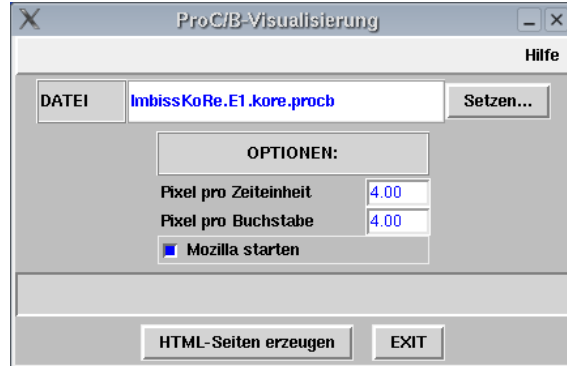 ProC/B-Visualisierung
Hilfe
DATEI ImbissKoRe.E1.kore.procb Setzen...
OPTIONEN:
Pixel pro Zeiteinheit 4.00
Pixel pro Buchstabe 4.00
Mozilla starten
HTML-Seiten erzeugen EXIT